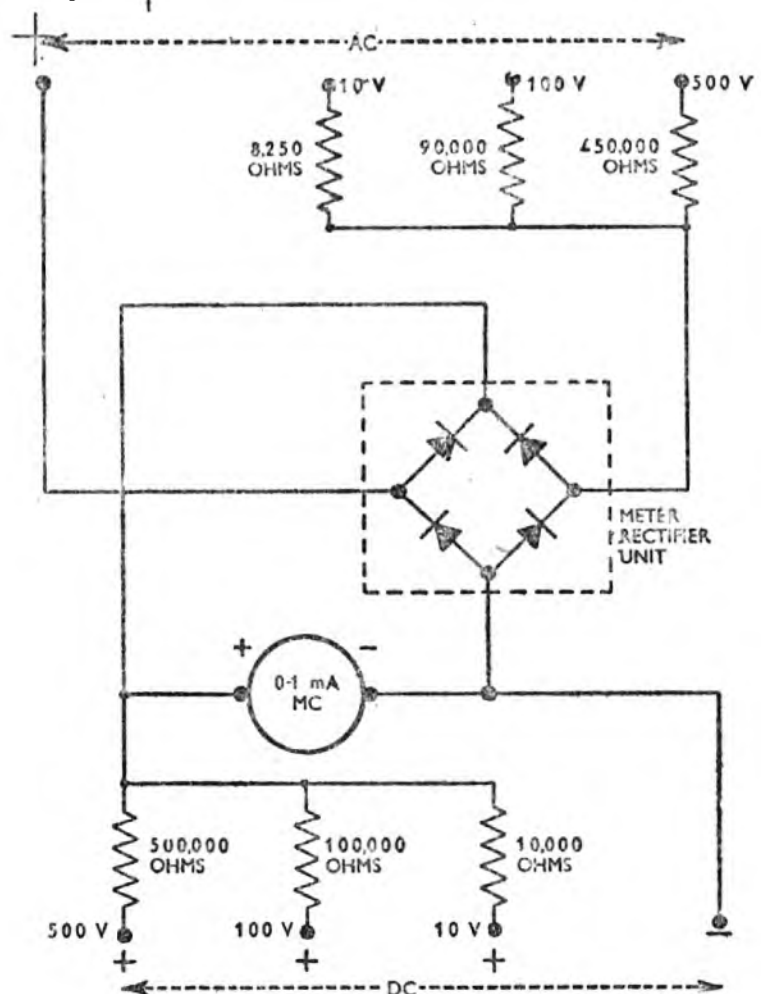 AC
10 V
100 V
500 V
8,250
OHMS
90,000
OHMS
450,000
OHMS
METER
RECTIFIER
UNIT
+
-
0-1 mA
MC
500,000
OHMS
100,000
OHMS
10,000
OHMS
500 V
100 V
10 V
+
+
+
-
DC